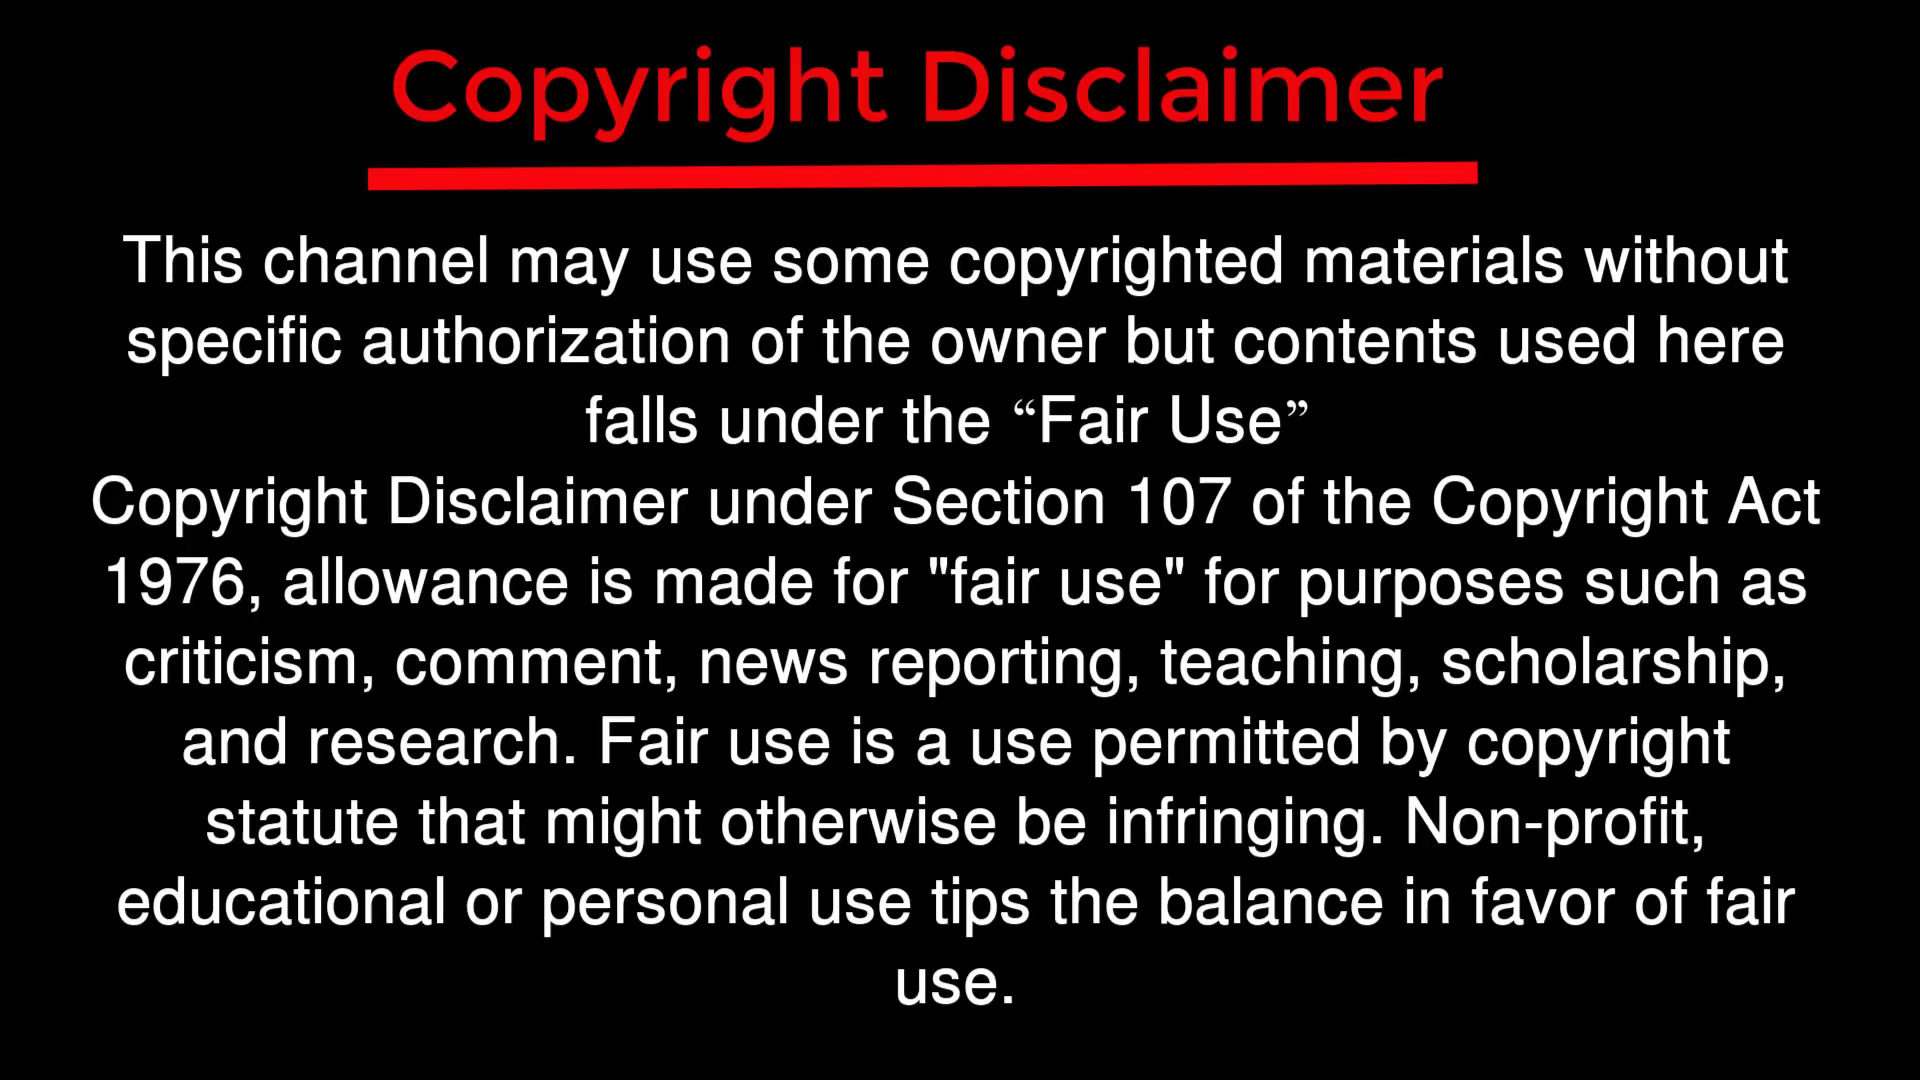 Copyright Disclaimer
This channel may use some copyrighted materials without
specific authorization of the owner but contents used here
falls under the “Fair Use”
Copyright Disclaimer under Section 107 of the Copyright Act
1976, allowance is made for "fair use" for purposes such as
criticism, comment, news reporting, teaching, scholarship,
and research. Fair use is a use permitted by copyright
statute that might otherwise be infringing. Non-profit,
educational or personal use tips the balance in favor of fair
use.